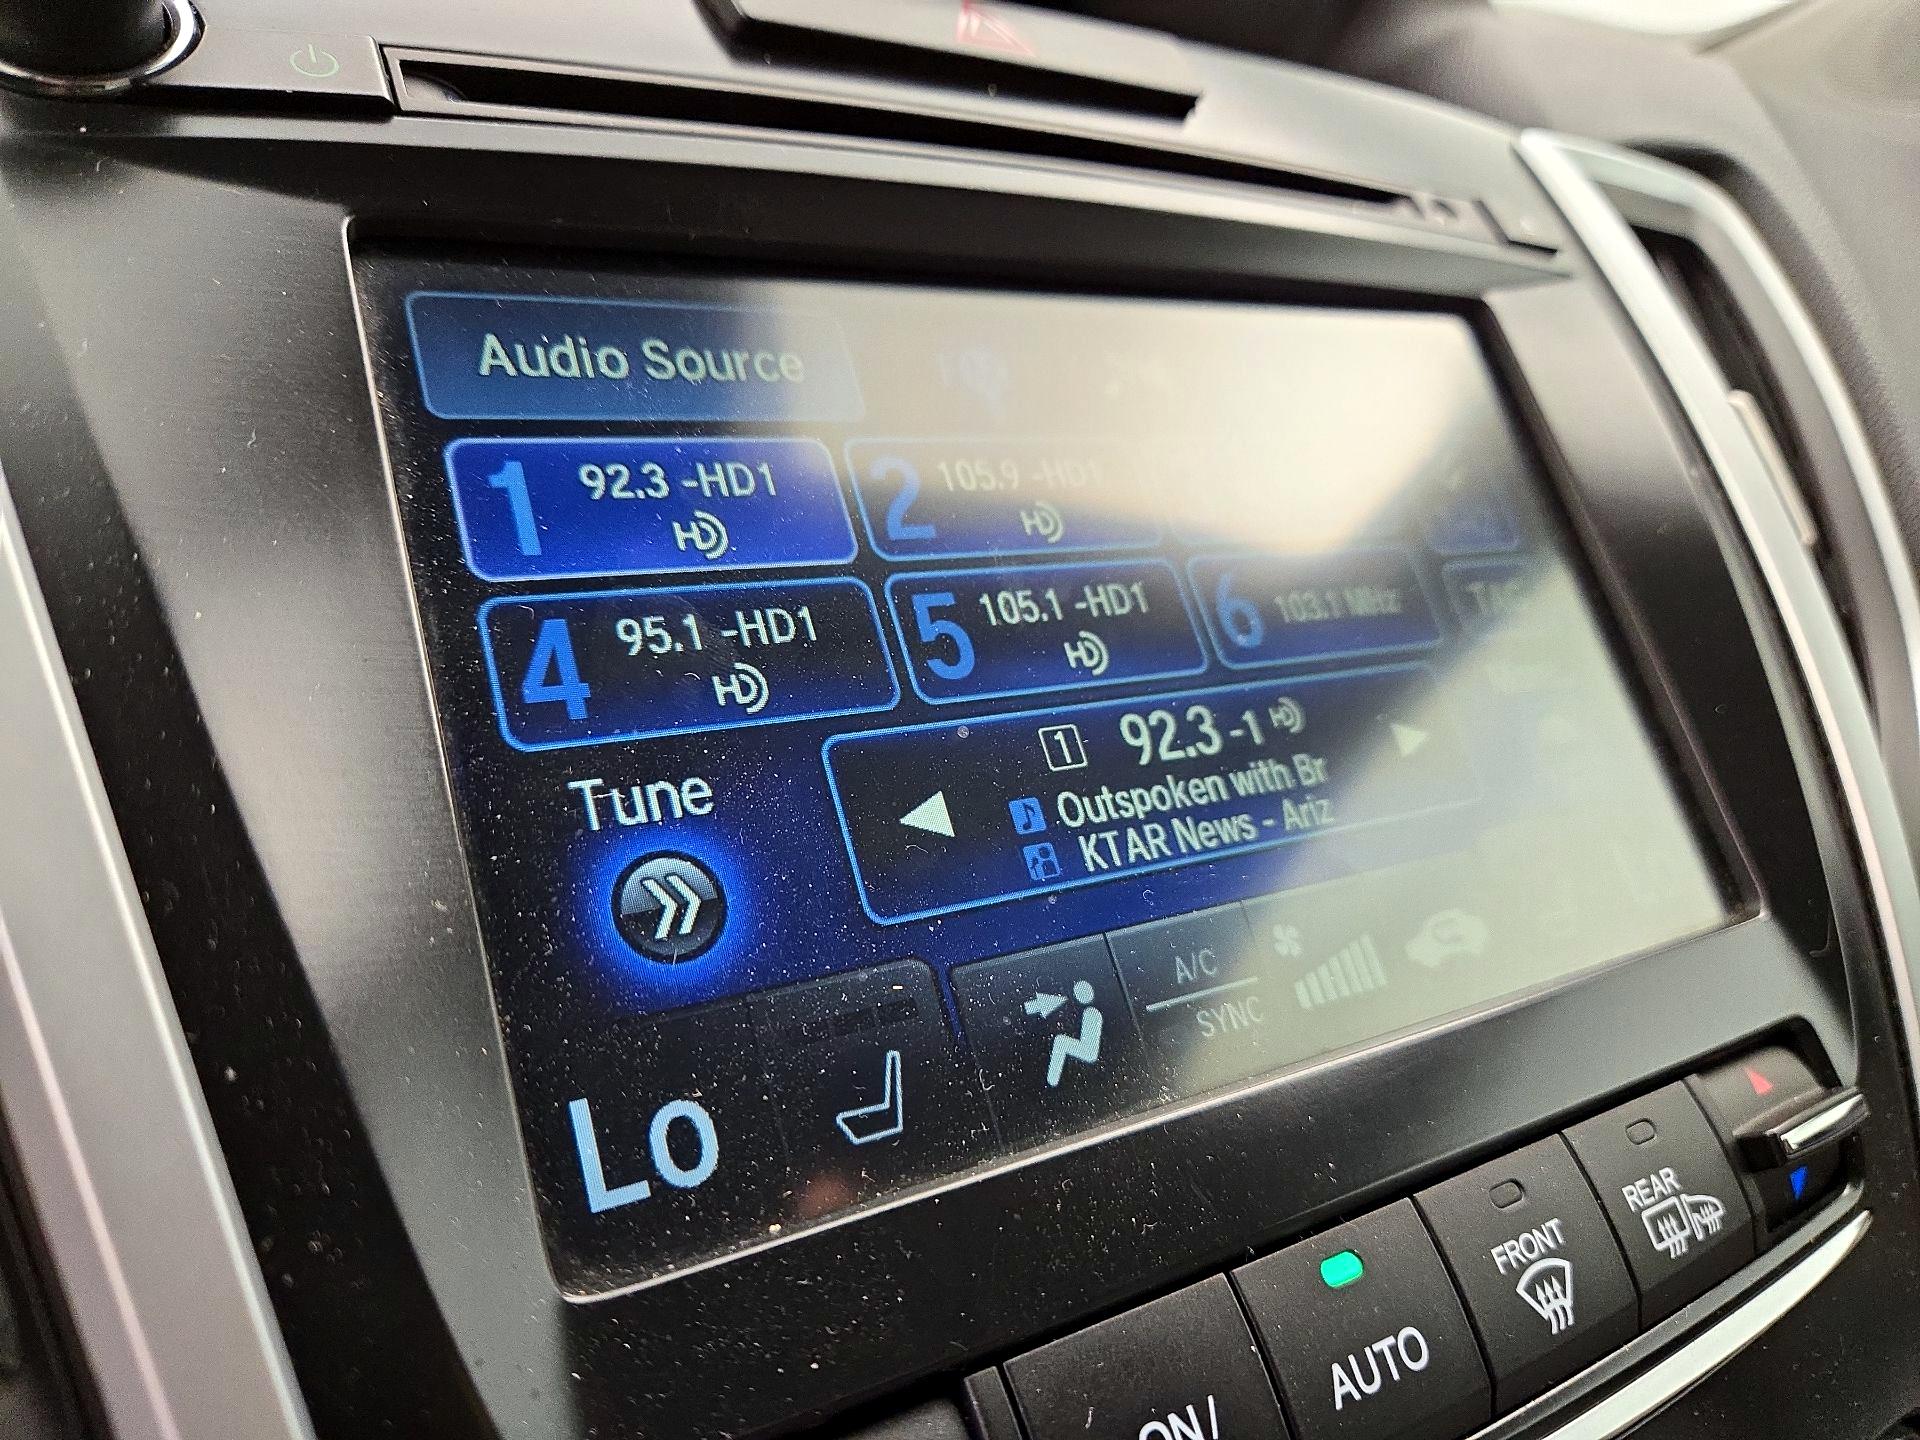 Audio Source
1 92.3 -HD1
HD
2 105.9 -HD1
HD
4 95.1 -HD1
HD
5 105.1 -HD1
HD
6 103.1 MHz
Tune
1 92.3-1 HD
Outspoken with Br
KTAR News - Ariz
Lo
A/C
SYNC
ON/
AUTO
FRONT
REAR